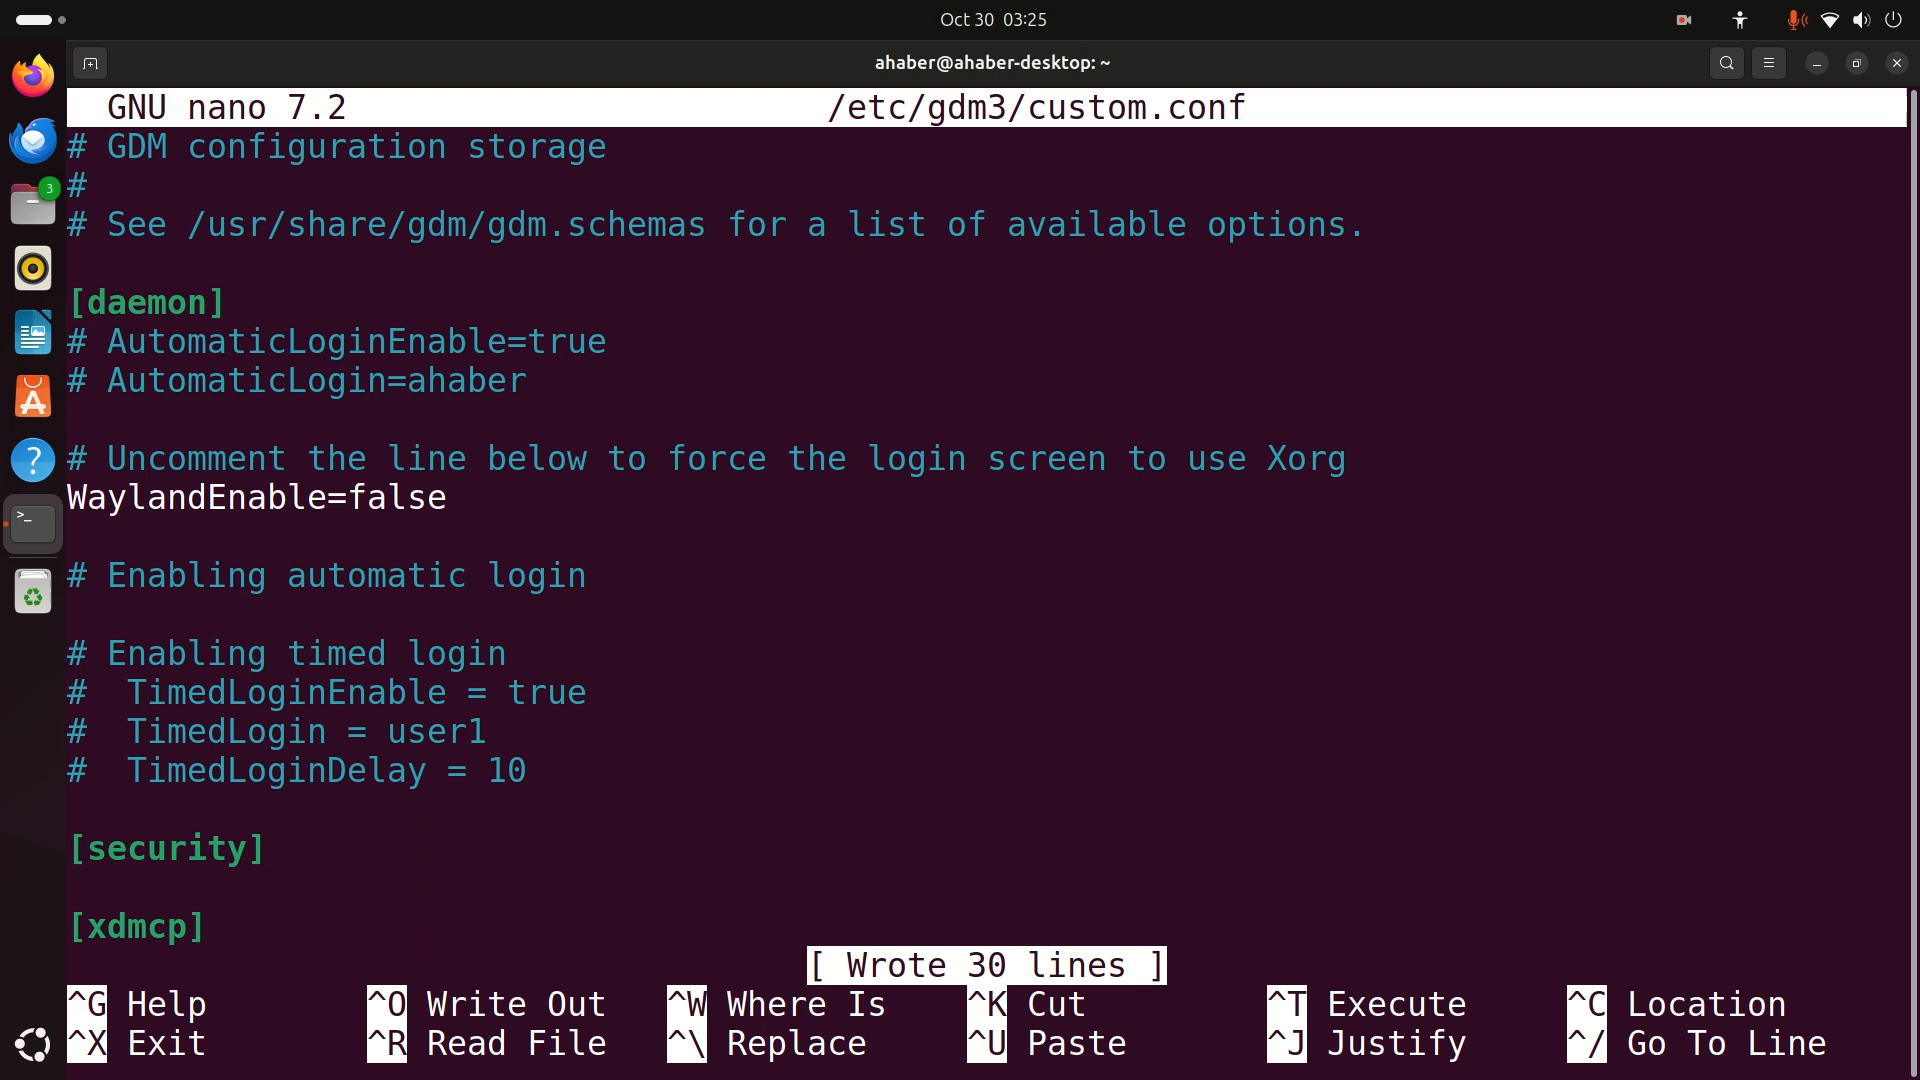 Oct 30 03:25
ahaber@ahaber-desktop: ~
GNU nano 7.2 /etc/gdm3/custom.conf
# GDM configuration storage
#
# See /usr/share/gdm/gdm.schemas for a list of available options.
[daemon]
# AutomaticLoginEnable=true
# AutomaticLogin=ahaber
# Uncomment the line below to force the login screen to use Xorg
WaylandEnable=false
# Enabling automatic login
# Enabling timed login
#  TimedLoginEnable = true
#  TimedLogin = user1
#  TimedLoginDelay = 10
[security]
[xdmcp]
[ Wrote 30 lines ]
^G Help ^O Write Out ^W Where Is ^K Cut ^T Execute ^C Location
^X Exit ^R Read File ^\ Replace ^U Paste ^J Justify ^/ Go To Line
3
>_